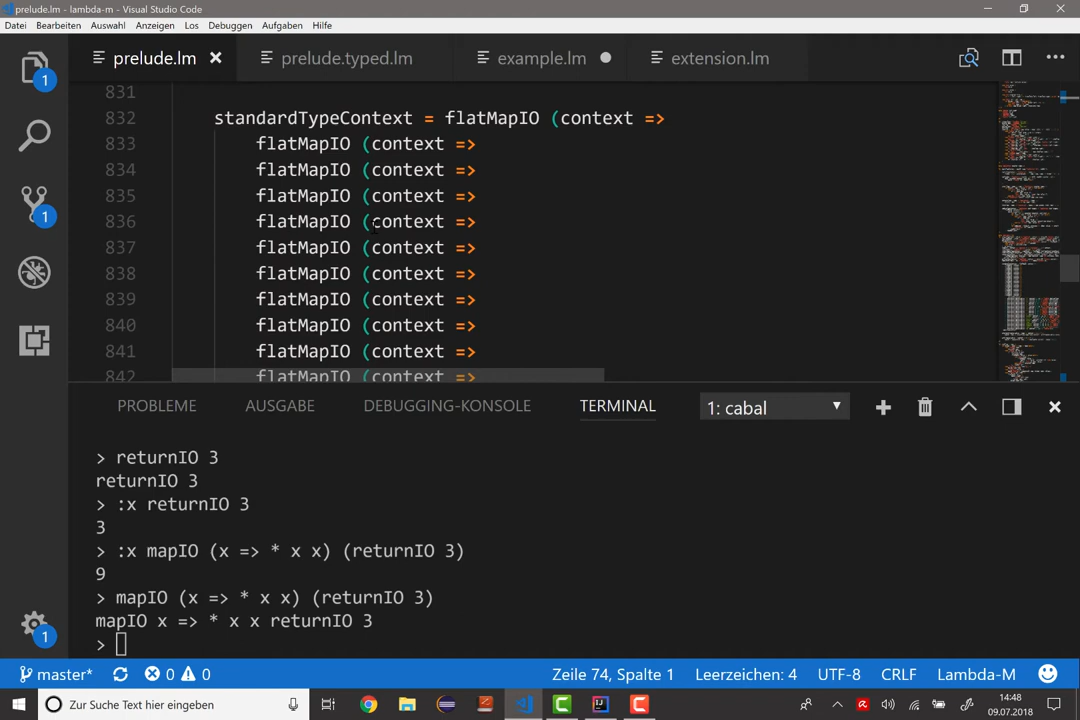 prelude.lm - lambda-m - Visual Studio Code
Datei Bearbeiten Auswahl Anzeigen Los Debuggen Aufgaben Hilfe
prelude.lm prelude.typed.lm example.lm extension.lm
831
832 standardTypeContext = flatMapIO (context =>
833 flatMapIO (context =>
834 flatMapIO (context =>
835 flatMapIO (context =>
836 flatMapIO (context =>
837 flatMapIO (context =>
838 flatMapIO (context =>
839 flatMapIO (context =>
840 flatMapIO (context =>
841 flatMapIO (context =>
842 flatMapIO (context =>
1
1
1
PROBLEME AUSGABE DEBUGGING-KONSOLE TERMINAL 1: cabal
> returnIO 3
returnIO 3
> :x returnIO 3
3
> :x mapIO (x => * x x) (returnIO 3)
9
> mapIO (x => * x x) (returnIO 3)
mapIO x => * x x returnIO 3
>
master* 0 0 Zeile 74, Spalte 1 Leerzeichen: 4 UTF-8 CRLF Lambda-M
Zur Suche Text hier eingeben
14:48
09.07.2018